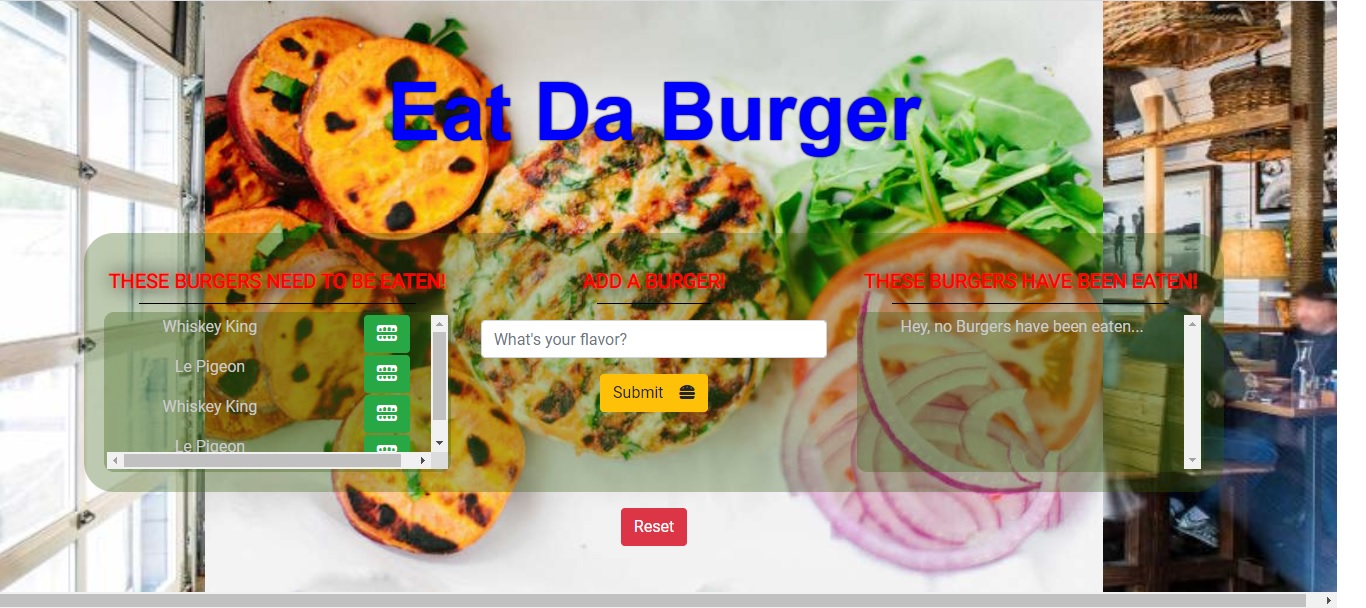 Eat Da Burger
THESE BURGERS NEED TO BE EATEN!
Whiskey King
Le Pigeon
Whiskey King
Le Pigeon
ADD A BURGER!
What's your flavor?
Submit
THESE BURGERS HAVE BEEN EATEN!
Hey, no Burgers have been eaten...
Reset